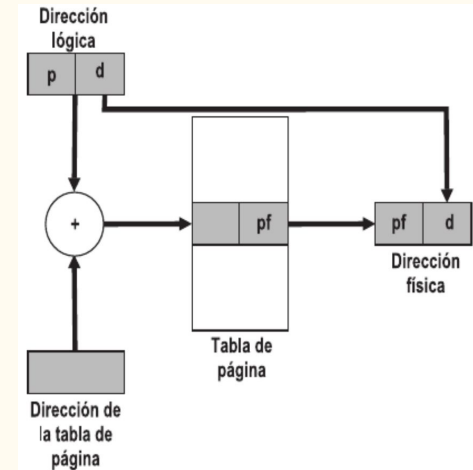 Dirección
lógica
p d
+
pf
pf d
Dirección
física
Tabla de
página
Dirección de
la tabla de
página